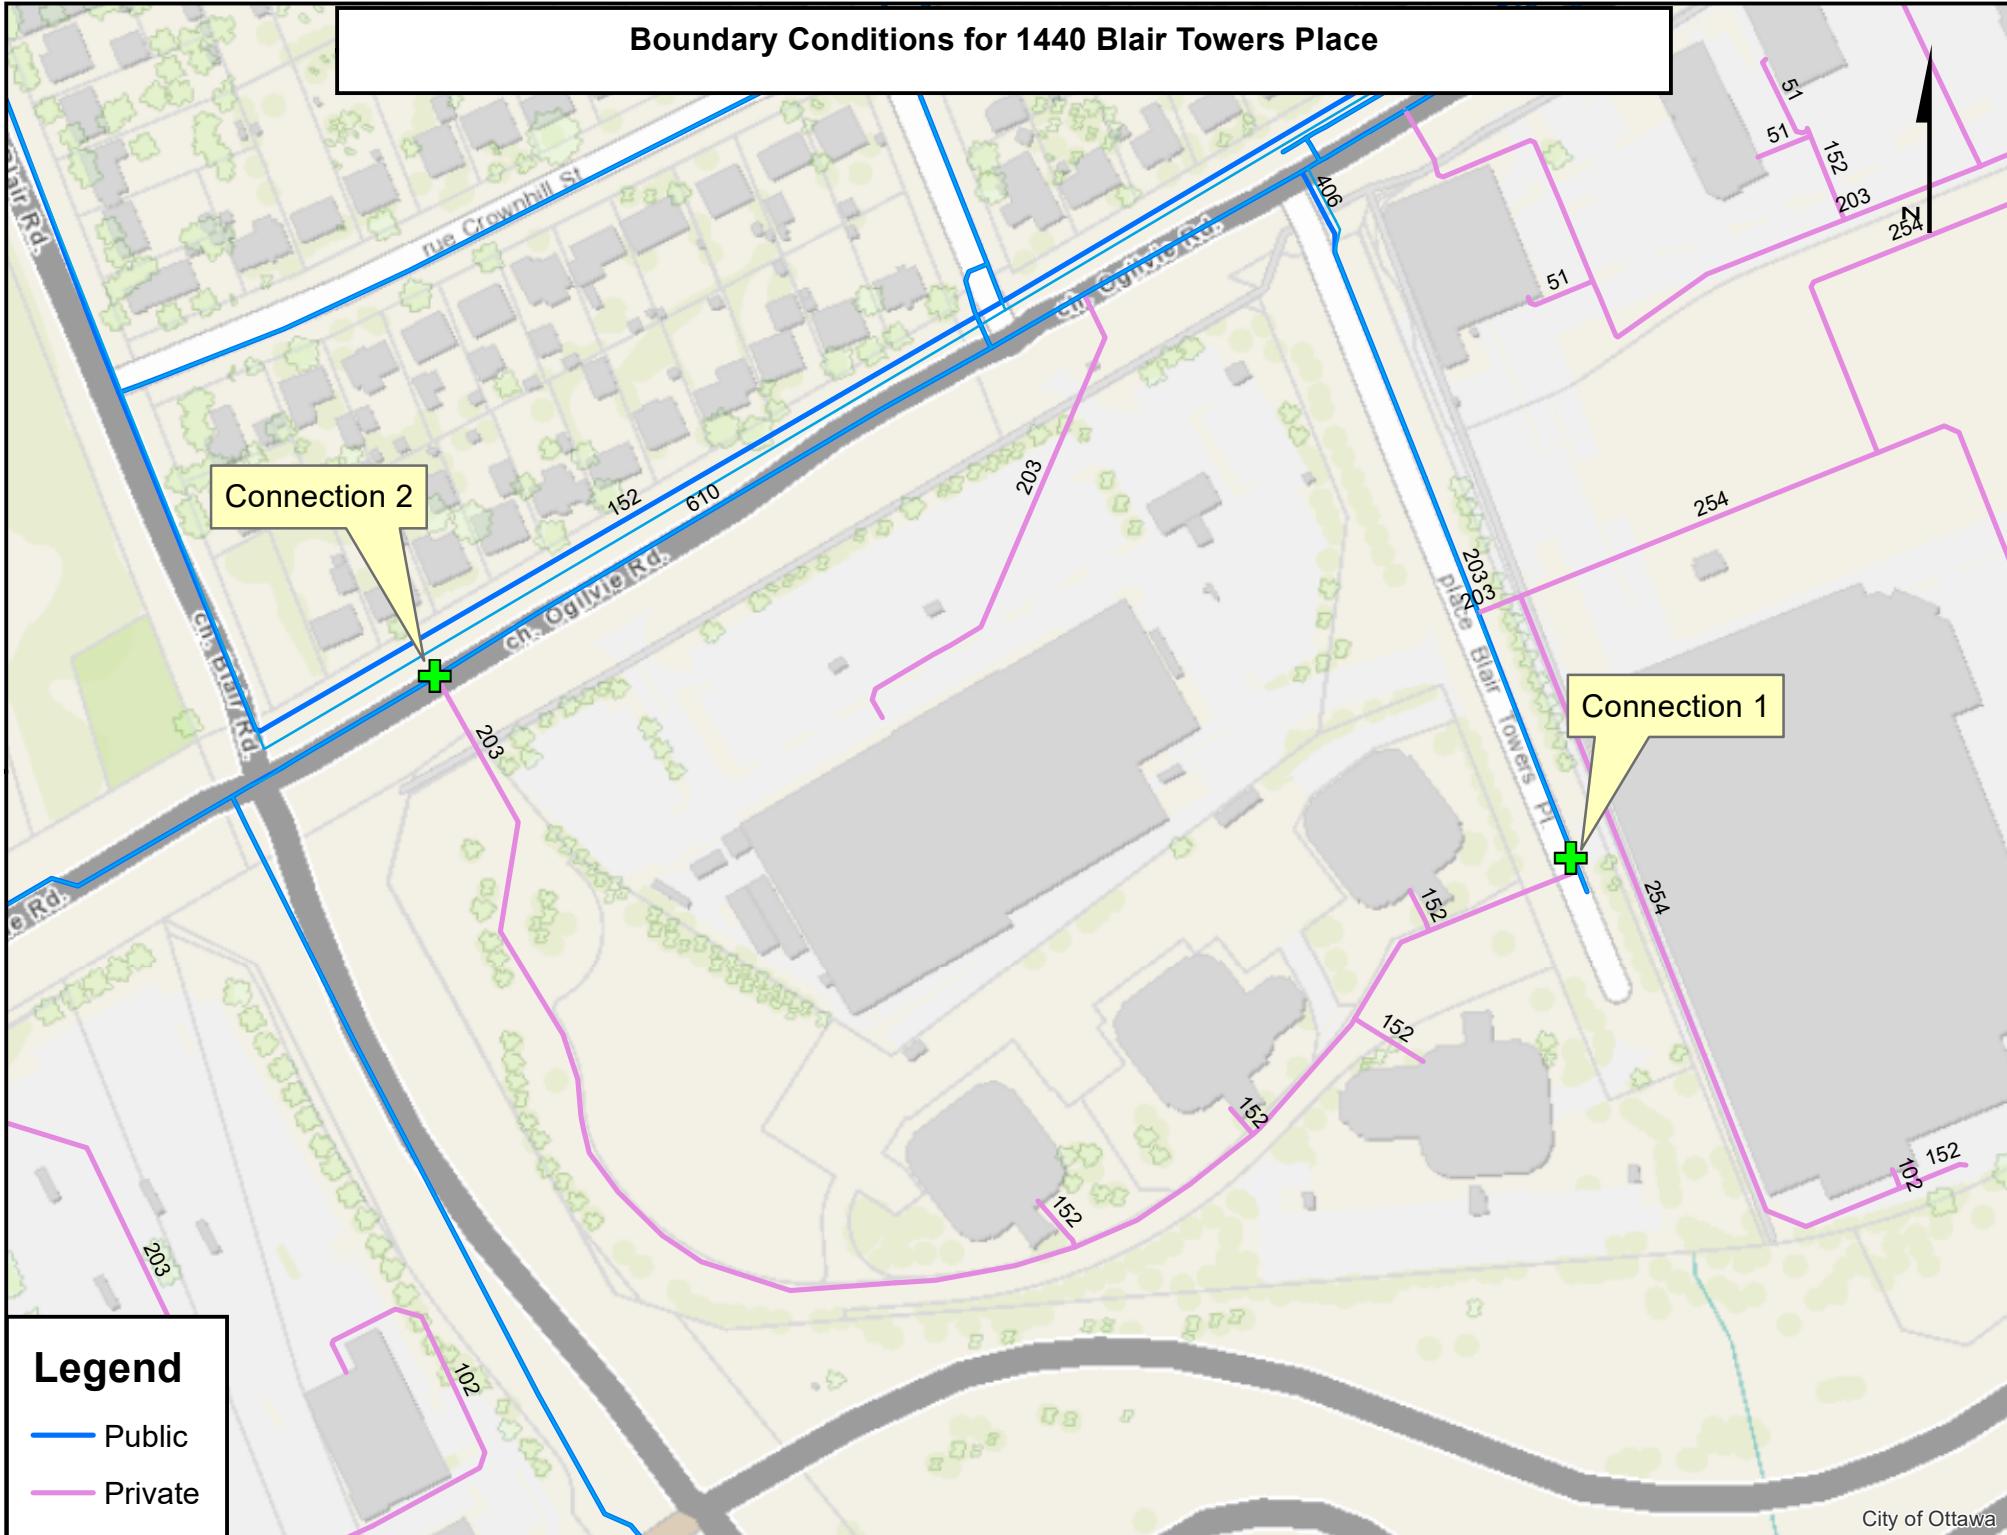 Boundary Conditions for 1440 Blair Towers Place
51
51
152
203
N
254
406
51
Blair Rd.
rue Crownhill St
ch. Ogilvie Rd.
203
152
610
Connection 2
254
203
203
ch. Ogilvie Rd.
place Blair Towers Pl
ch. Blair Rd.
Connection 1
203
254
152
e Rd.
152
152
152
102
152
203
102
Legend
Public
Private
City of Ottawa